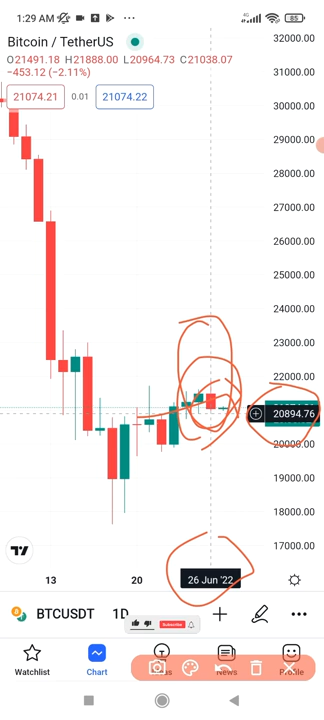 1:29 AM
85
Bitcoin / TetherUS
O21491.18 H21888.00 L20964.73 C21038.07
−453.12 (−2.11%)
21074.21 0.01 21074.22
32000.00
31000.00
30000.00
29000.00
28000.00
27000.00
26000.00
25000.00
24000.00
23000.00
22000.00
20894.76
20000.00
19000.00
18000.00
17000.00
13 20 26 Jun '22
BTCUSDT 1D
Subscribe
Watchlist Chart News Profile